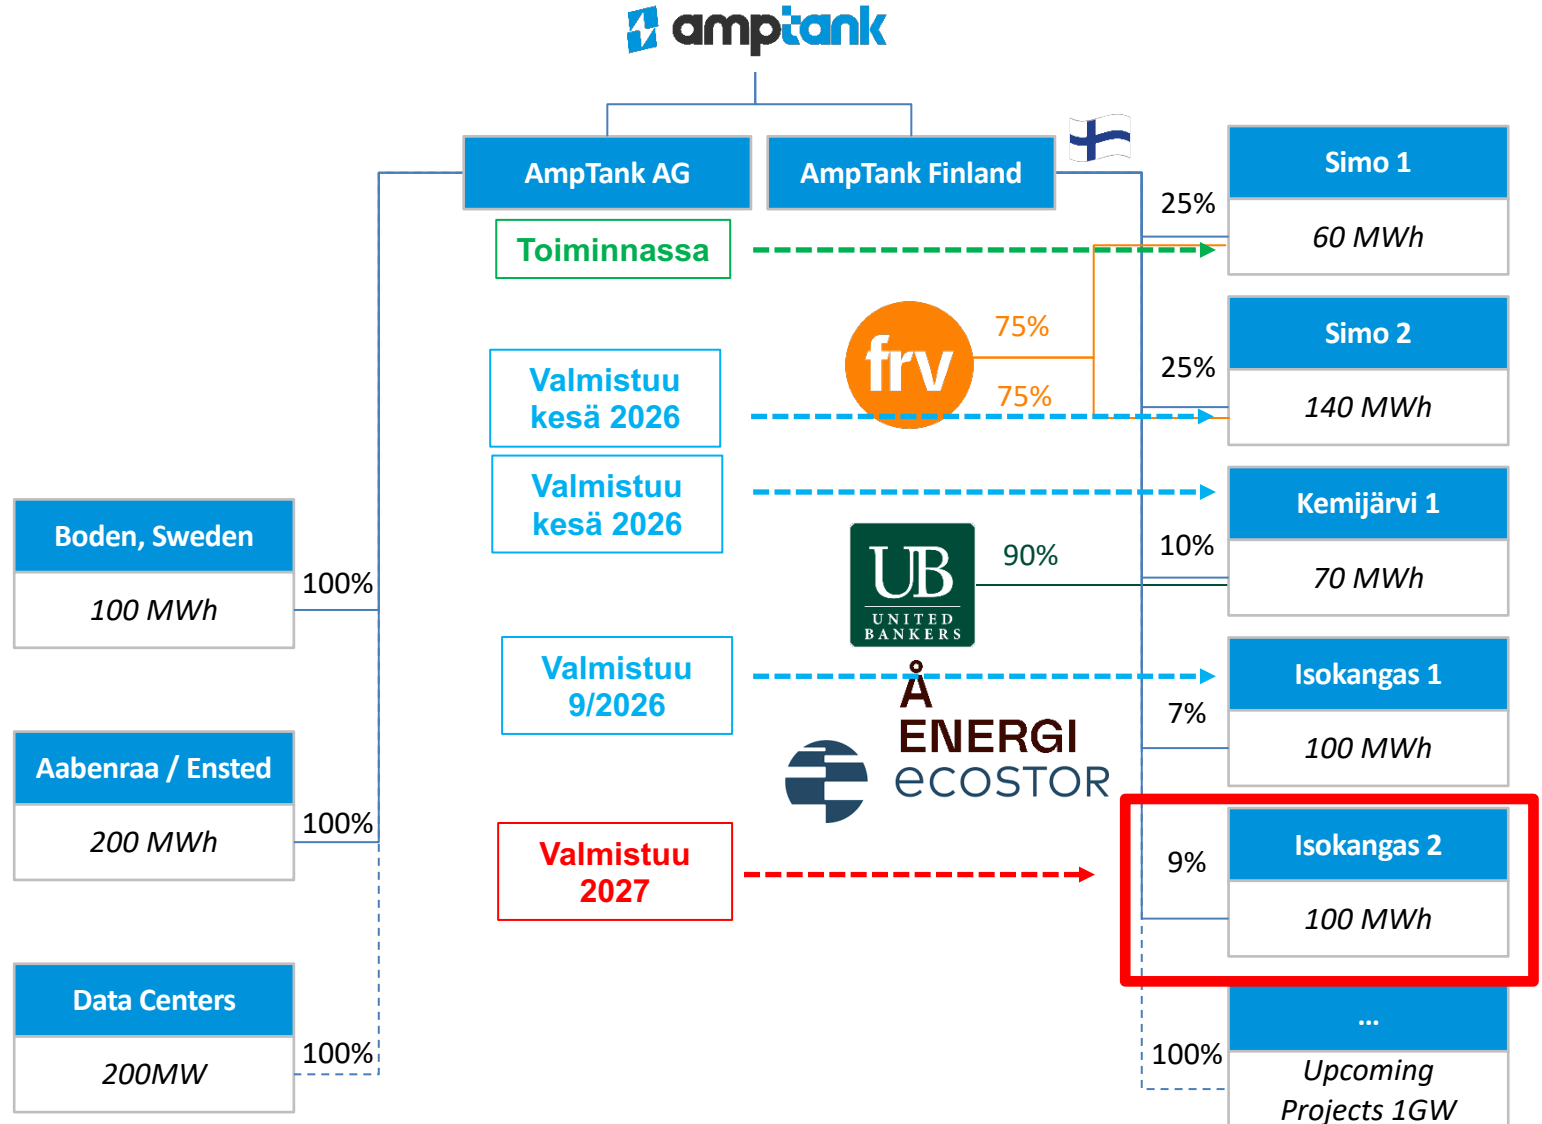 amptank
AmpTank AG
AmpTank Finland
Toiminnassa
25%
Simo 1
60 MWh
frv
75%
75%
Valmistuu
kesä 2026
25%
Simo 2
140 MWh
Valmistuu
kesä 2026
UB
UNITED
BANKERS
90%
10%
Kemijärvi 1
70 MWh
Boden, Sweden
100 MWh
100%
Valmistuu
9/2026
Å
ENERGI
ecoSTOR
7%
Isokangas 1
100 MWh
Aabenraa / Ensted
200 MWh
100%
Valmistuu
2027
9%
Isokangas 2
100 MWh
Data Centers
200MW
100%
100%
...
Upcoming
Projects 1GW